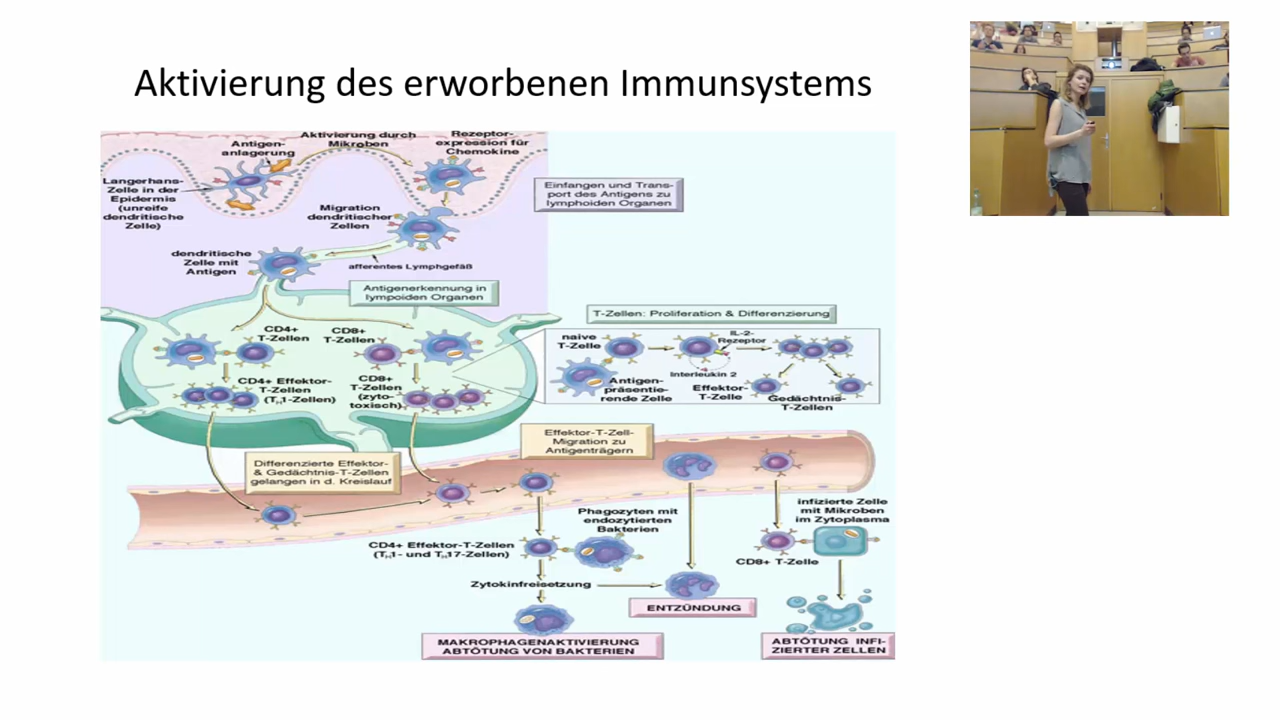 Aktivierung des erworbenen Immunsystems
Antigen-
anlagerung
Aktivierung durch
Mikroben
Rezeptor-
expression für
Chemokine
Langerhans-
Zelle in der
Epidermis
(unreife
dendritische
Zelle)
Migration
dendritischer
Zellen
Einfangen und Trans-
port des Antigens zu
lymphoiden Organen
dendritische
Zelle mit
Antigen
afferentes Lymphgefäß
Antigenerkennung in
lympoiden Organen
CD4+
T-Zellen
CD8+
T-Zellen
CD4+ Effektor-
T-Zellen
(TH1-Zellen)
CD8+
T-Zellen
(zyto-
toxisch)
T-Zellen: Proliferation & Differenzierung
naive
T-Zelle
IL-2-
Rezeptor
Interleukin 2
Antigen-
präsentie-
rende Zelle
Effektor-
T-Zelle
Gedächtnis-
T-Zellen
Differenzierte Effektor-
& Gedächtnis-T-Zellen
gelangen in d. Kreislauf
Effektor-T-Zell-
Migration zu
Antigenträgern
Phagozyten mit
endozytierten
Bakterien
infizierte Zelle
mit Mikroben
im Zytoplasma
CD4+ Effektor-T-Zellen
(TH1- und TH17-Zellen)
CD8+ T-Zelle
Zytokinfreisetzung
ENTZÜNDUNG
MAKROPHAGENAKTIVIERUNG
ABTÖTUNG VON BAKTERIEN
ABTÖTUNG INFI-
ZIERTER ZELLEN